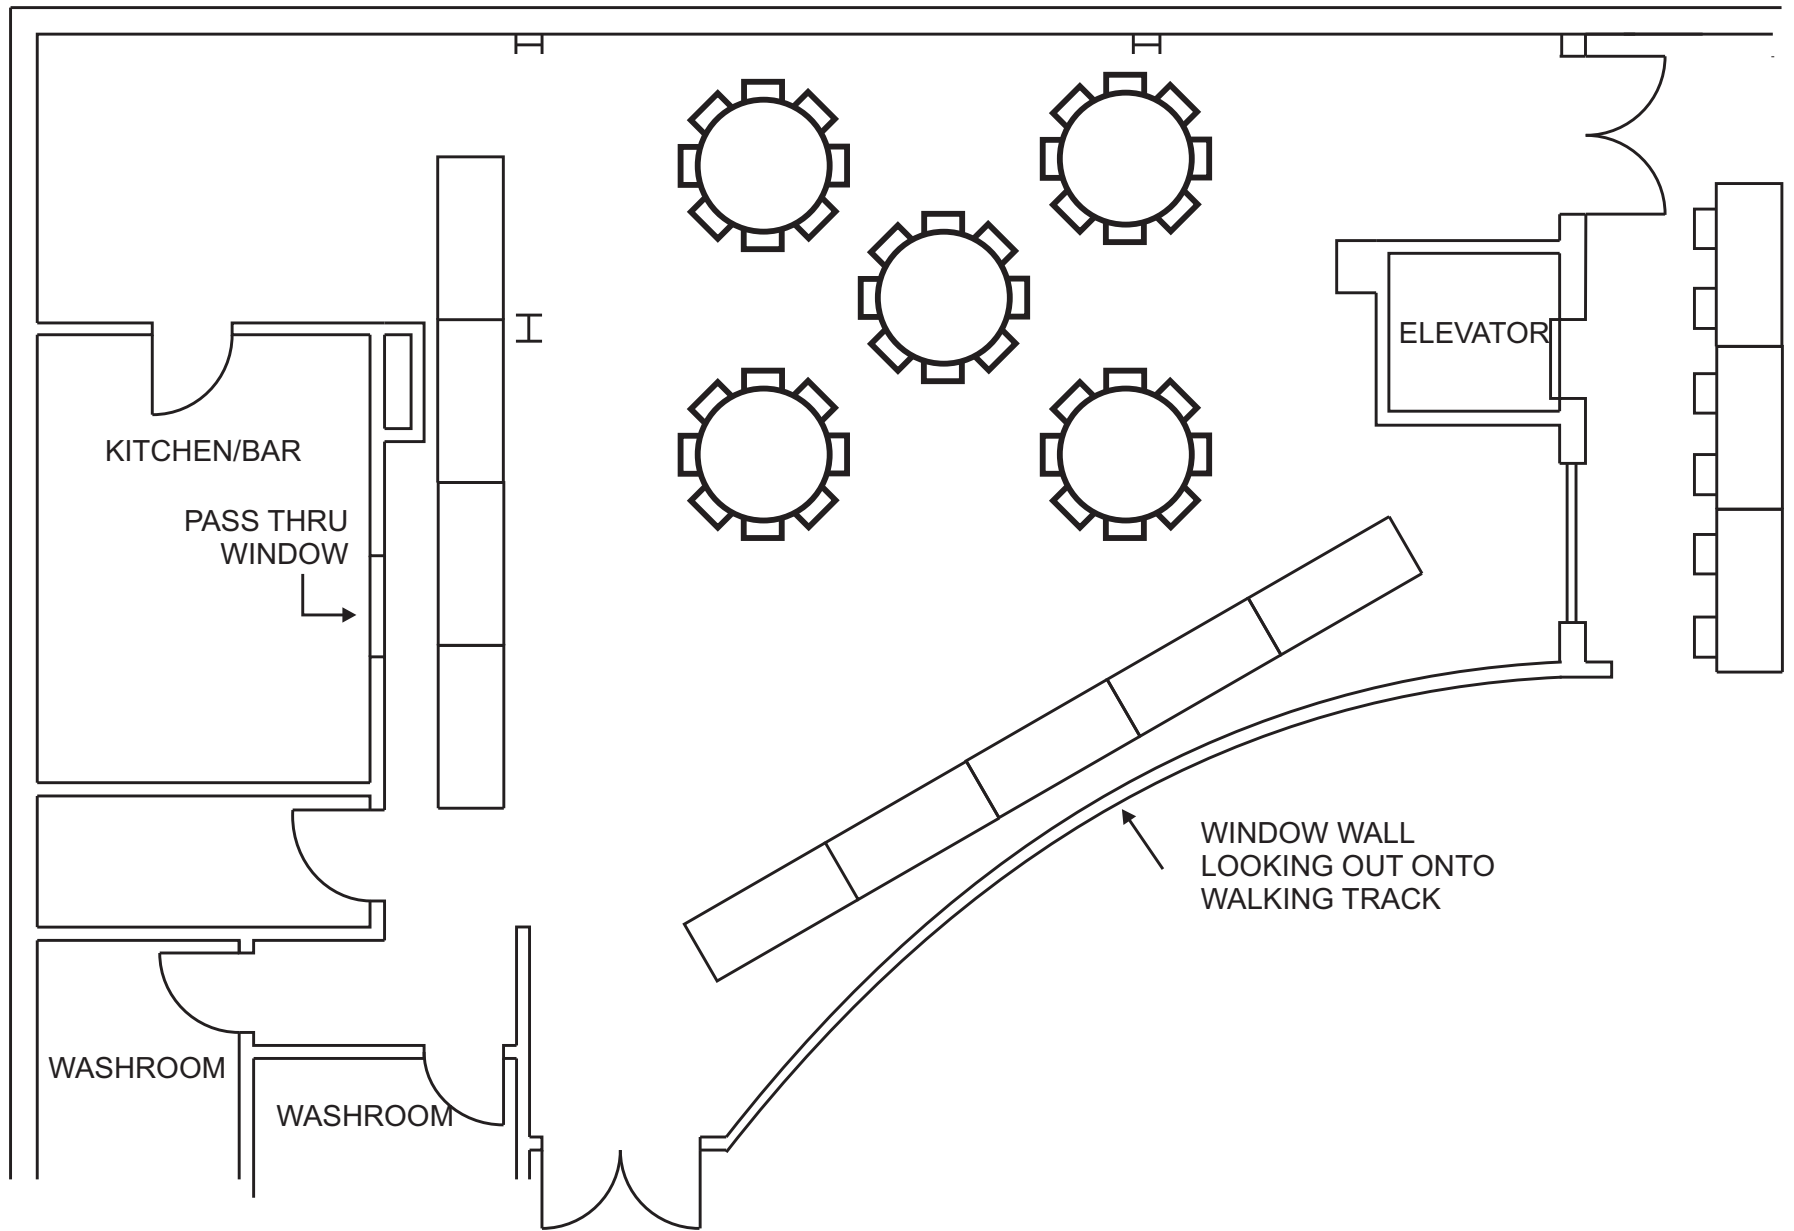 ELEVATOR
KITCHEN/BAR
PASS THRU
WINDOW
WINDOW WALL
LOOKING OUT ONTO
WALKING TRACK
WASHROOM
WASHROOM